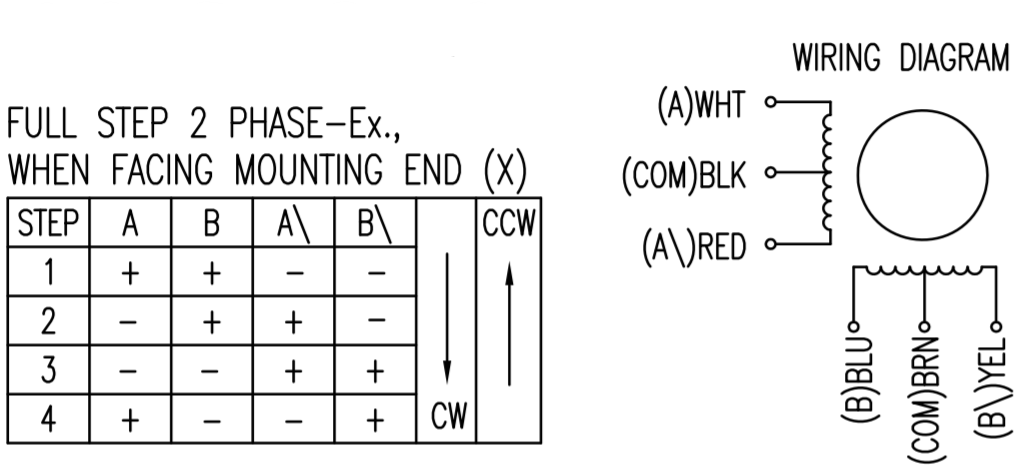 FULL STEP 2 PHASE-Ex.,
WHEN FACING MOUNTING END (X)
STEP A B A\ B\ CCW
1 + + - -
2 - + + -
3 - - + +
4 + - - + CW
WIRING DIAGRAM
(A)WHT
(COM)BLK
(A\)RED
(B)BLU
(COM)BRN
(B\)YEL